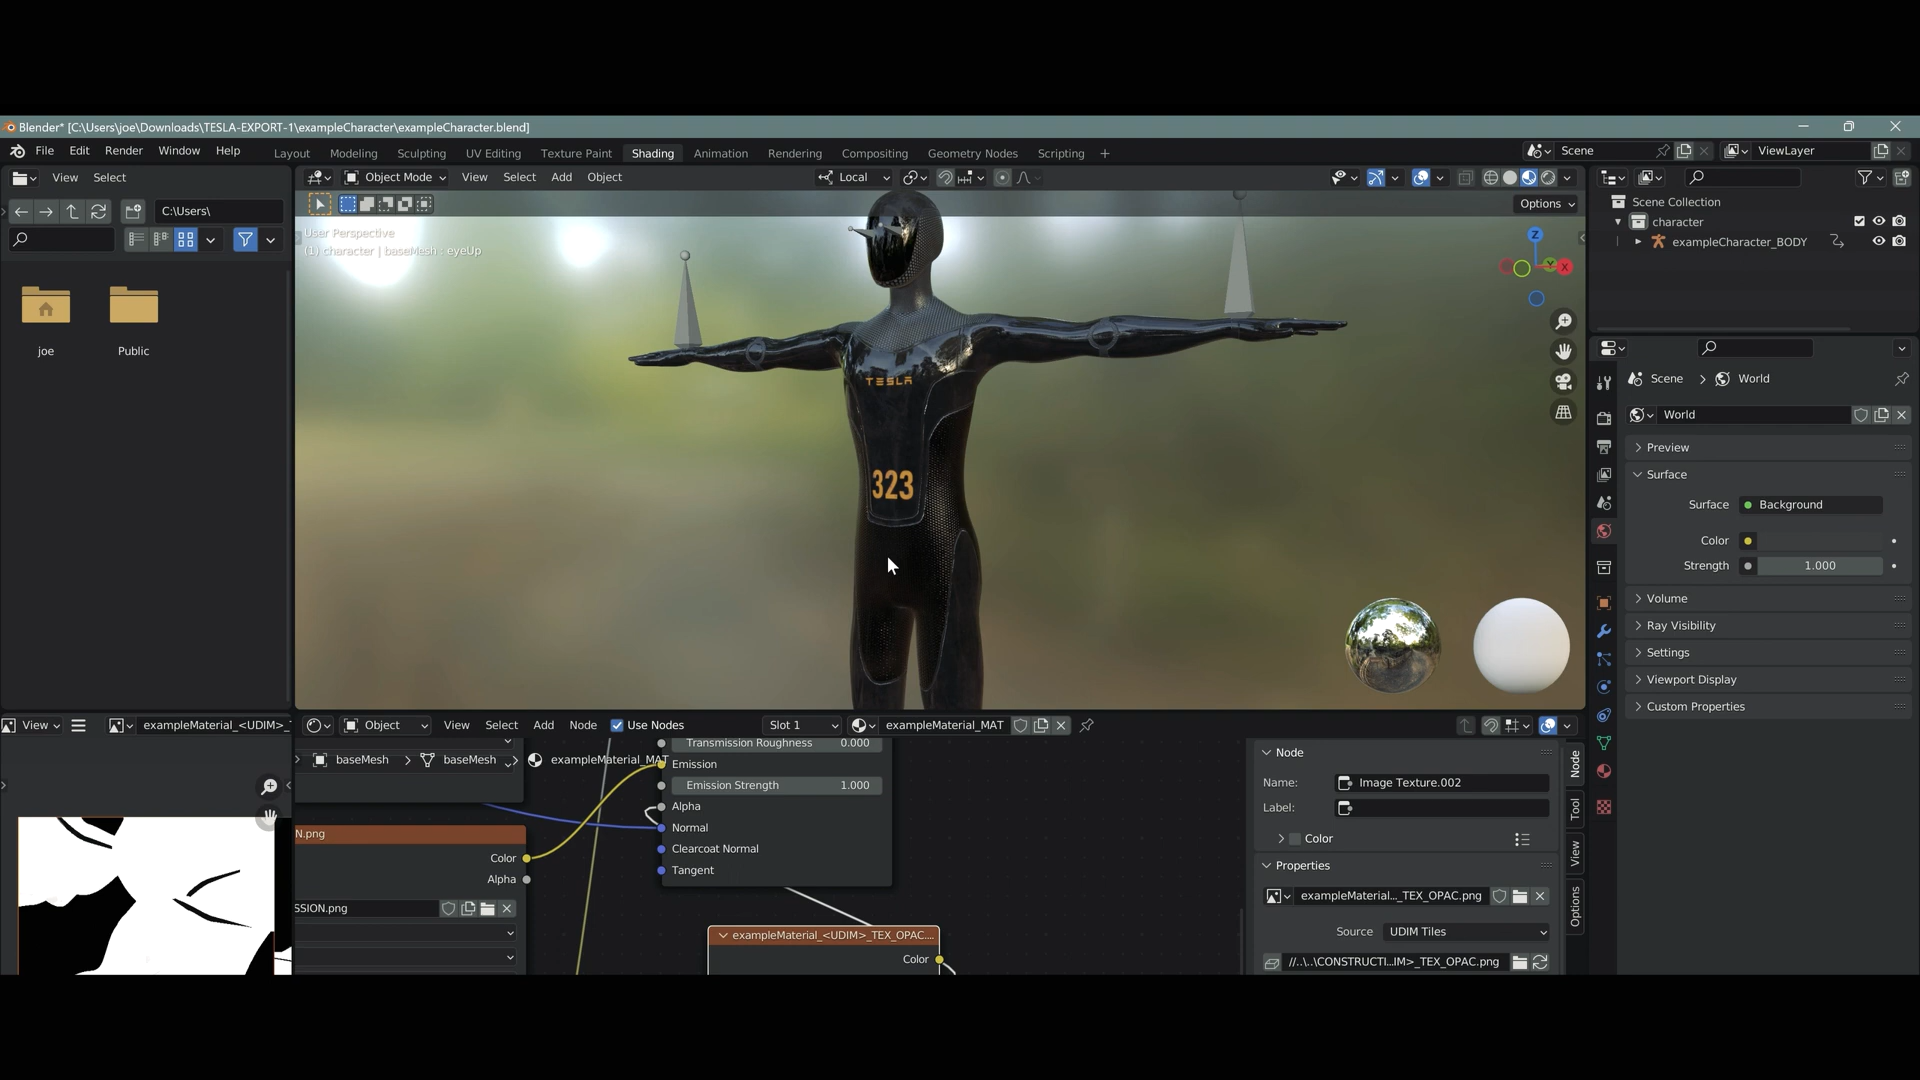 Blender* [C:\Users\joe\Downloads\TESLA-EXPORT-1\exampleCharacter\exampleCharacter.blend]
File Edit Render Window Help
Layout Modeling Sculpting UV Editing Texture Paint Shading Animation Rendering Compositing Geometry Nodes Scripting +
Scene
ViewLayer
View Select
C:\Users\
joe
Public
Object Mode View Select Add Object
Local
Options
User Perspective
(1) character | baseMesh : eyeUp
TESLA
323
Z
Y
X
Scene Collection
character
exampleCharacter_BODY
Scene > World
World
Preview
Surface
Surface Background
Color
Strength 1.000
Volume
Ray Visibility
Settings
Viewport Display
Custom Properties
View
exampleMaterial_<UDIM>_T
Object View Select Add Node Use Nodes Slot 1 exampleMaterial_MAT
baseMesh > baseMesh > exampleMaterial_MAT
Transmission Roughness 0.000
Emission
Emission Strength 1.000
Alpha
Normal
Clearcoat Normal
Tangent
N.png
Color
Alpha
SSION.png
exampleMaterial_<UDIM>_TEX_OPAC....
Color
Node
Name: Image Texture.002
Label:
Color
Properties
exampleMaterial..._TEX_OPAC.png
Source UDIM Tiles
//..\..\CONSTRUCTI...IM>_TEX_OPAC.png
Node
Tool
View
Options